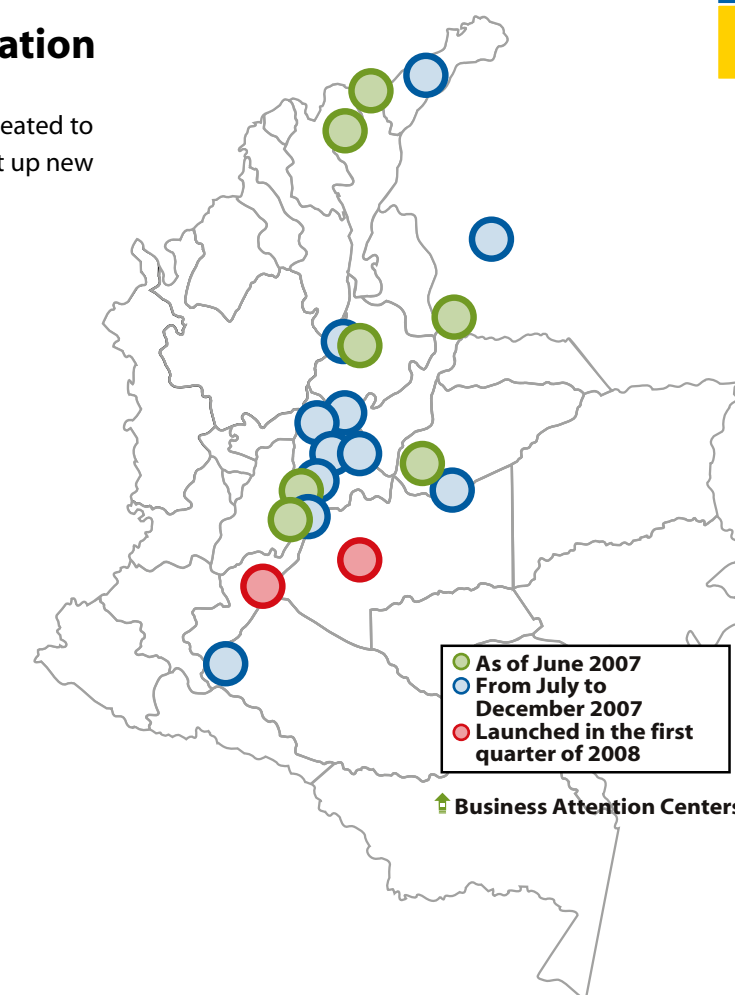 ation
eated to
t up new
As of June 2007
From July to
December 2007
Launched in the first
quarter of 2008
Business Attention Centers